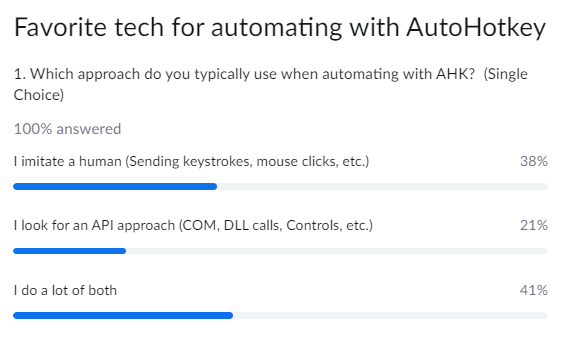 Favorite tech for automating with AutoHotkey
1. Which approach do you typically use when automating with AHK?  (Single
Choice)
100% answered
I imitate a human (Sending keystrokes, mouse clicks, etc.) 38%
I look for an API approach (COM, DLL calls, Controls, etc.) 21%
I do a lot of both 41%